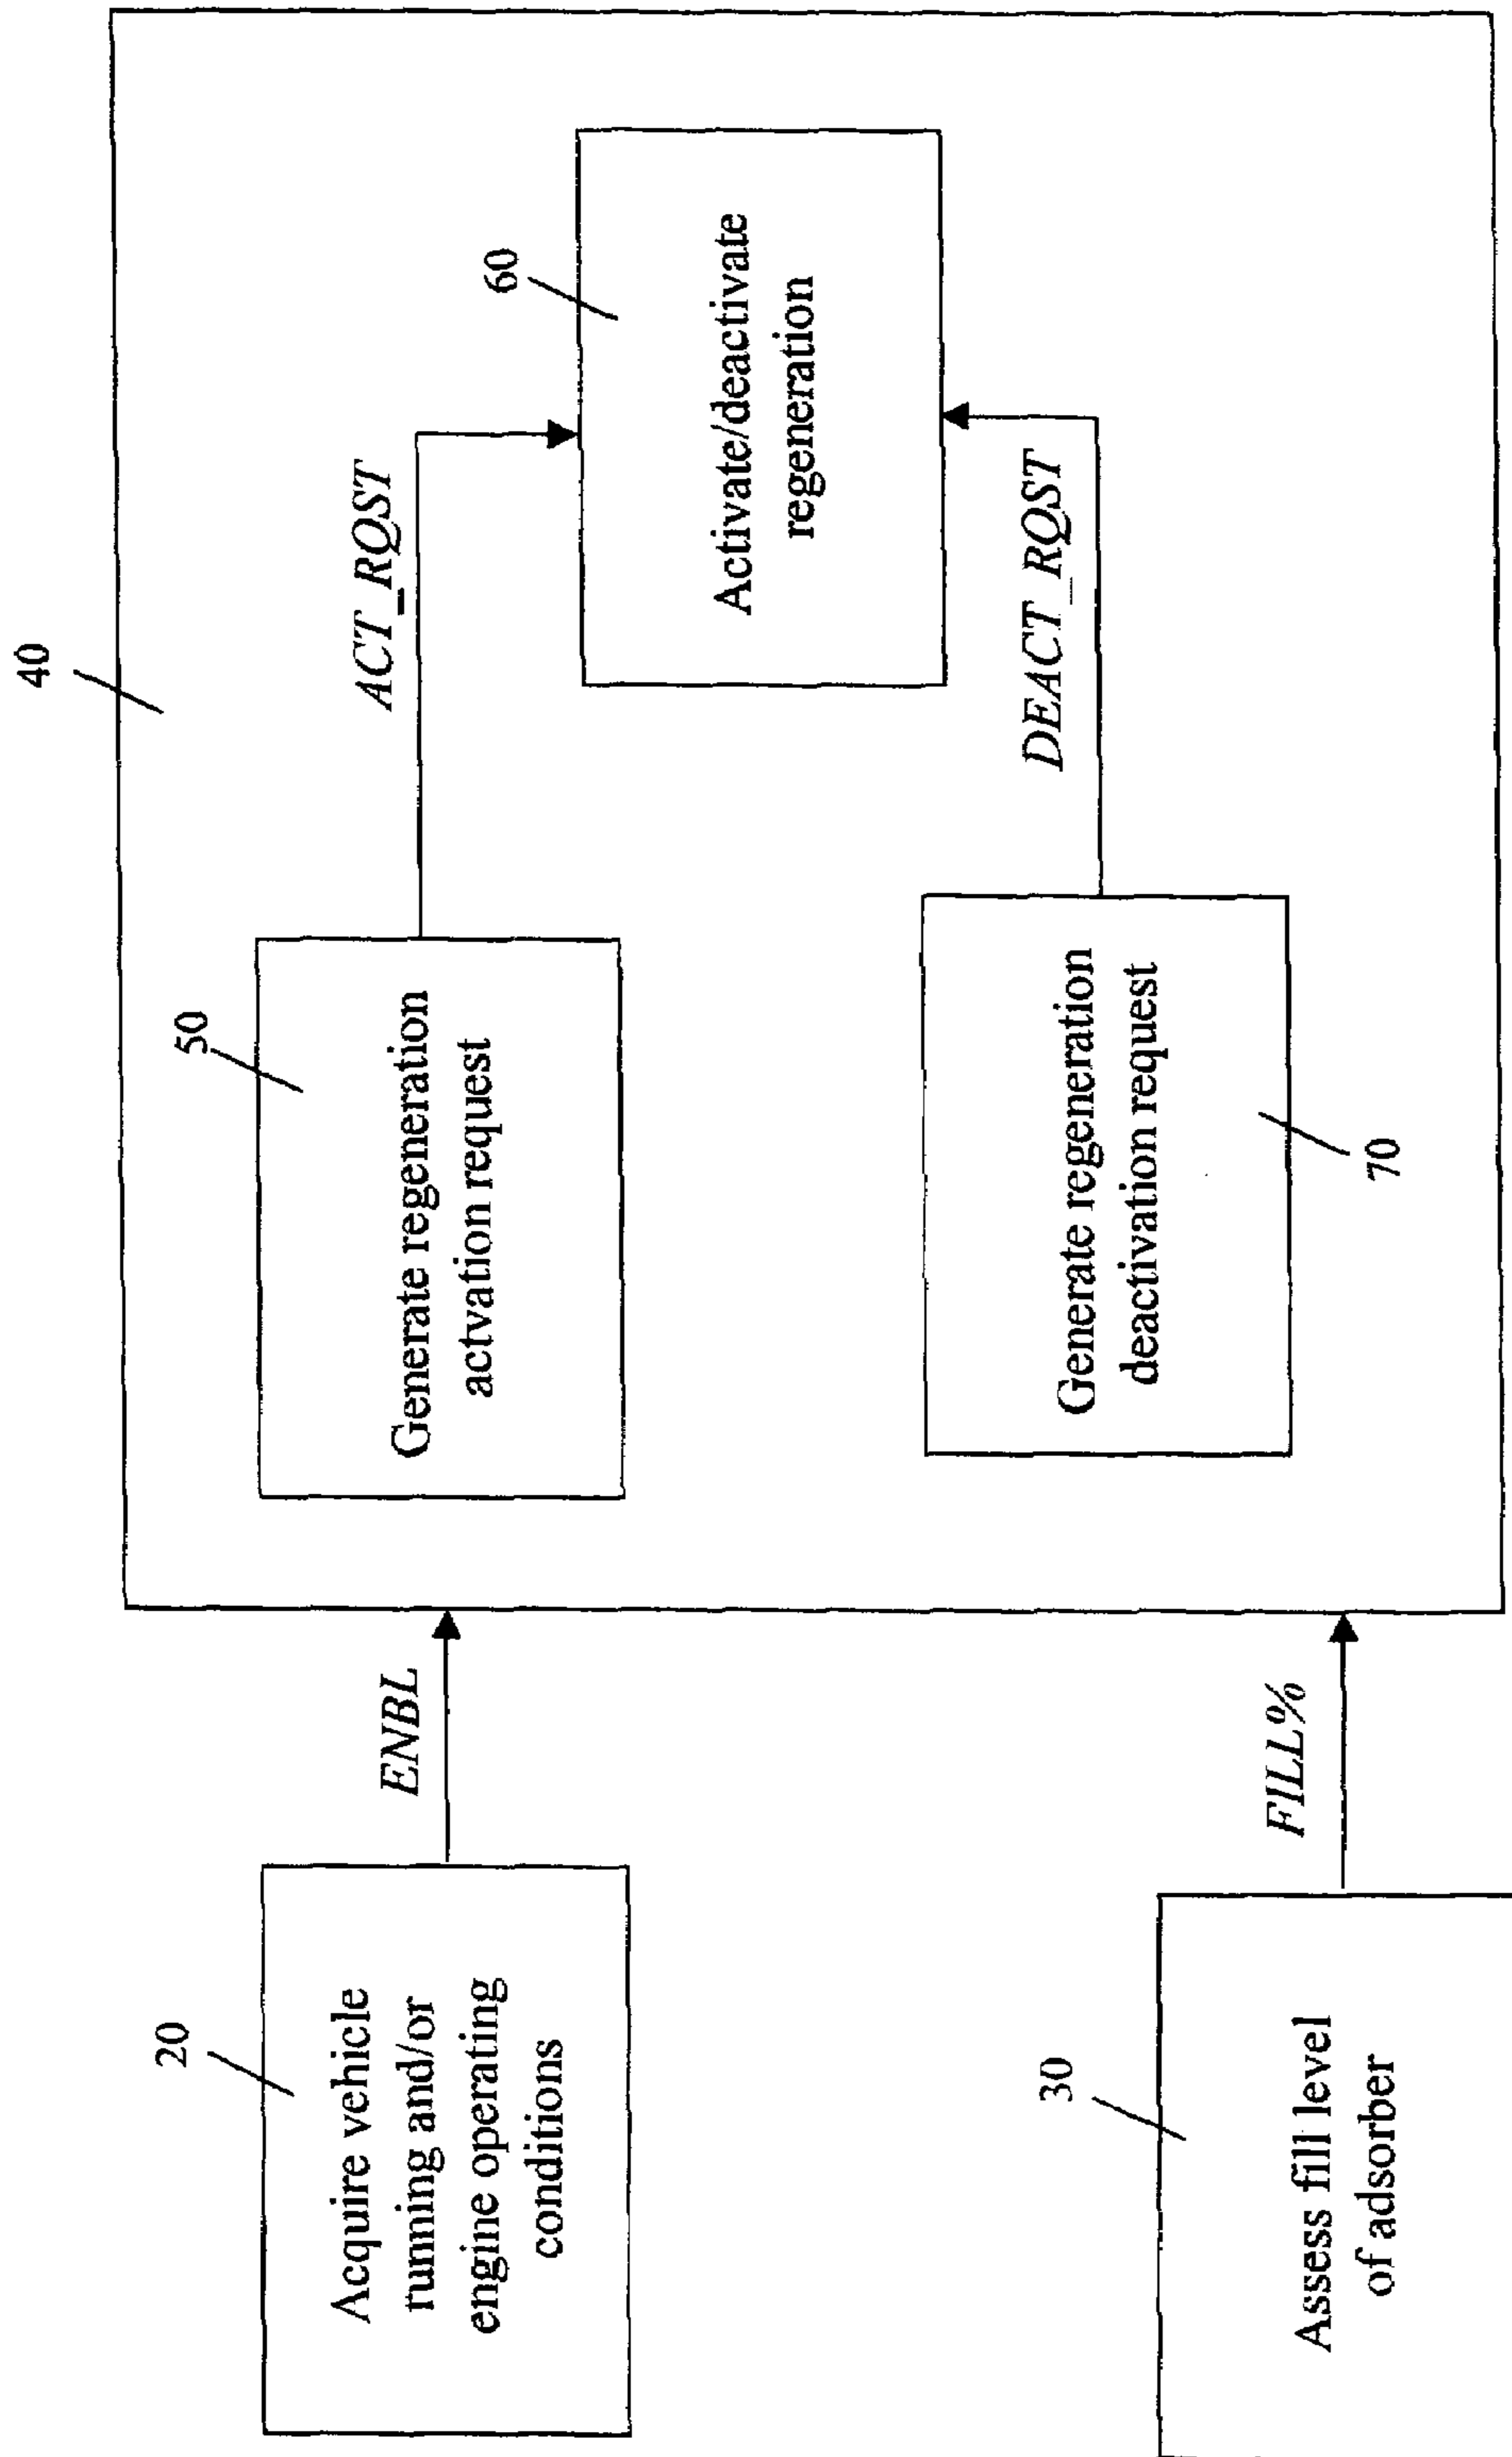 20
Acquire vehicle
running and/or
engine operating
conditions
ENBL
30
Assess fill level
of adsorber
FILL%
40
50
Generate regeneration
actvation request
ACT_RQST
60
Activate/deactivate
regeneration
Generate regeneration
deactivation request
70
DEACT_RQST